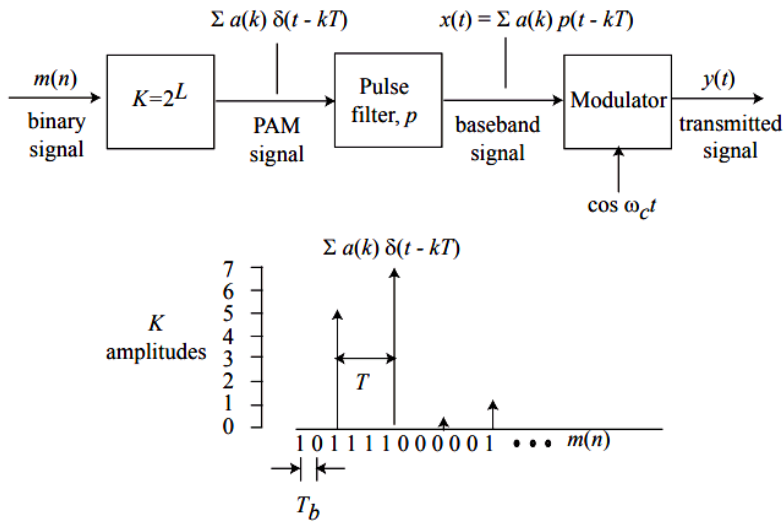 Σ a(k) δ(t - kT)
x(t) = Σ a(k) p(t - kT)
m(n)
binary
signal
K=2^L
PAM
signal
Pulse
filter, p
baseband
signal
Modulator
y(t)
transmitted
signal
cos ω_c t
Σ a(k) δ(t - kT)
7
6
5
4
3
2
1
0
K
amplitudes
T
1 0 1 1 1 1 0 0 0 0 0 1 • • • m(n)
T_b